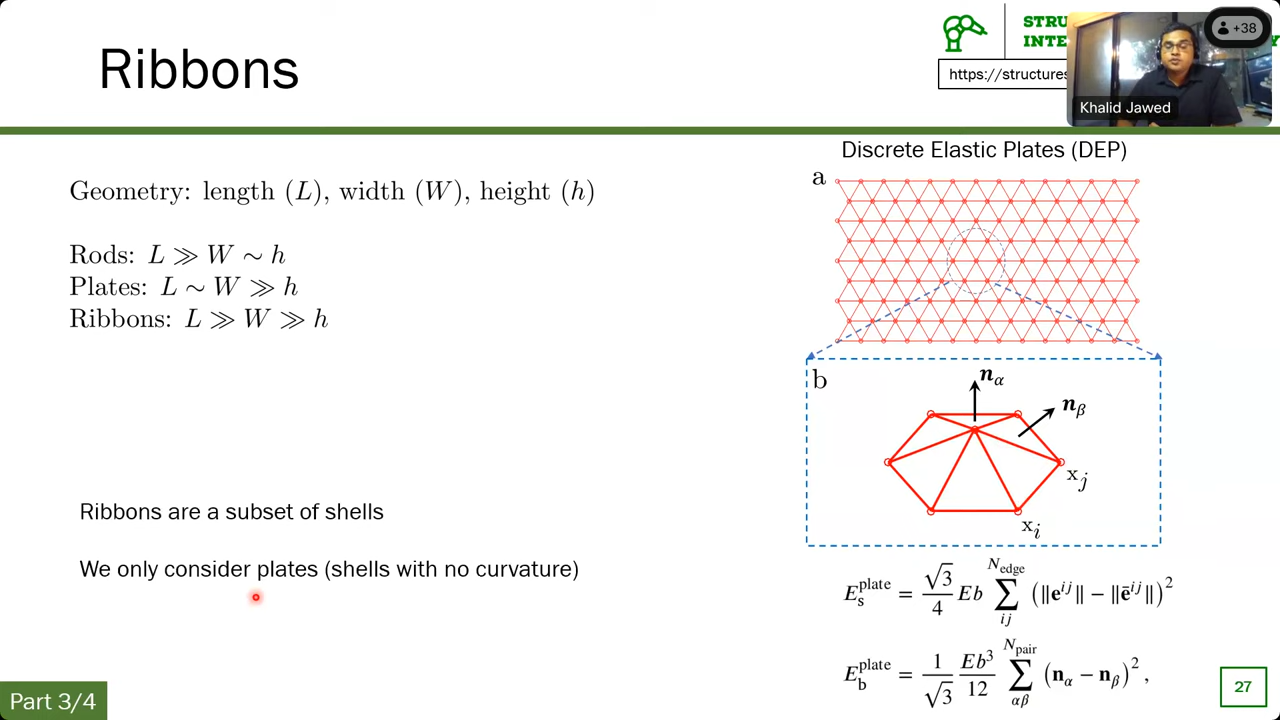 Ribbons
STRU
INTE
Y
https://structures
+38
Khalid Jawed
Geometry: length (L), width (W), height (h)
Rods: L ≫ W ∼ h
Plates: L ∼ W ≫ h
Ribbons: L ≫ W ≫ h
Ribbons are a subset of shells
We only consider plates (shells with no curvature)
Discrete Elastic Plates (DEP)
a
b
n_α
n_β
x_j
x_i
E_s^plate = √3/4 Eb ∑_{ij}^{N_edge} (‖e^{ij}‖ − ‖ē^{ij}‖)^2
E_b^plate = 1/√3 Eb^3/12 ∑_{αβ}^{N_pair} (n_α − n_β)^2 ,
Part 3/4
27